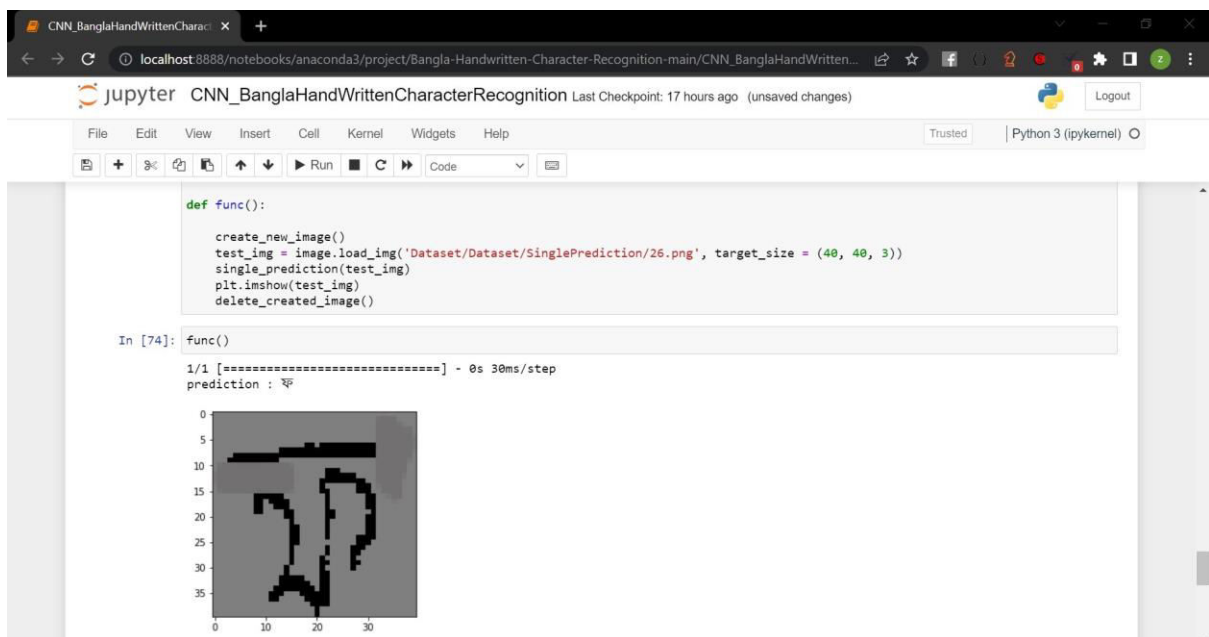 CNN_BanglaHandWrittenCharac
localhost:8888/notebooks/anaconda3/project/Bangla-Handwritten-Character-Recognition-main/CNN_BanglaHandWritten...
0
z
jupyter CNN_BanglaHandWrittenCharacterRecognition Last Checkpoint: 17 hours ago (unsaved changes)
Logout
File Edit View Insert Cell Kernel Widgets Help
Trusted
Python 3 (ipykernel)
Run
Code
def func():
create_new_image()
test_img = image.load_img('Dataset/Dataset/SinglePrediction/26.png', target_size = (40, 40, 3))
single_prediction(test_img)
plt.imshow(test_img)
delete_created_image()
In [74]: func()
1/1 [==============================] - 0s 30ms/step
prediction : ফ
0
5
10
15
20
25
30
35
0 10 20 30